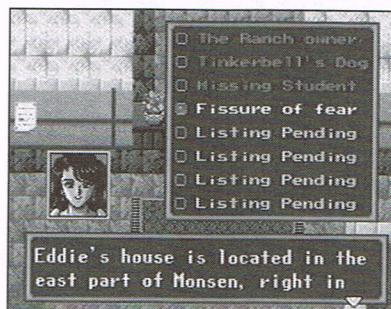 The Ranch owner
Tinkerbell's Dog
Missing Student
Fissure of fear
Listing Pending
Listing Pending
Listing Pending
Listing Pending
Eddie's house is located in the
east part of Monsen, right in